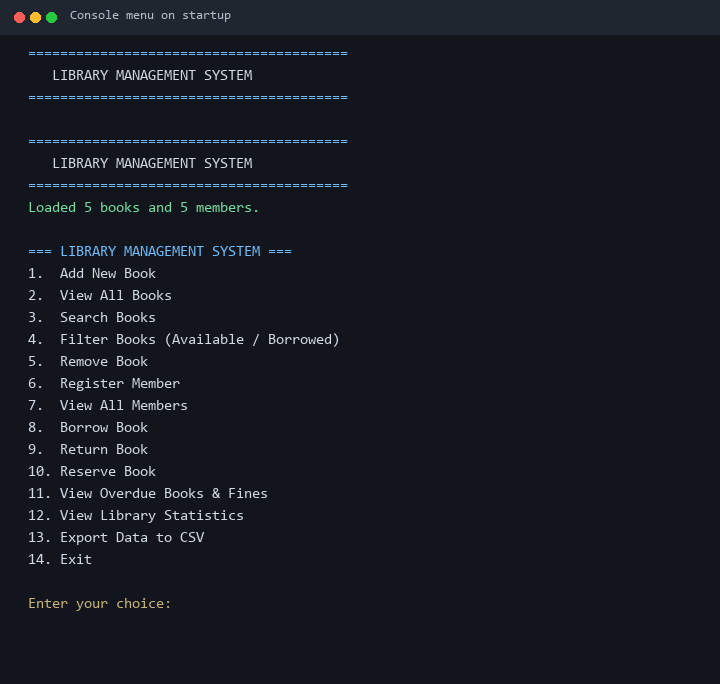 Console menu on startup
========================================
   LIBRARY MANAGEMENT SYSTEM
========================================

========================================
   LIBRARY MANAGEMENT SYSTEM
========================================
Loaded 5 books and 5 members.

=== LIBRARY MANAGEMENT SYSTEM ===
1.  Add New Book
2.  View All Books
3.  Search Books
4.  Filter Books (Available / Borrowed)
5.  Remove Book
6.  Register Member
7.  View All Members
8.  Borrow Book
9.  Return Book
10. Reserve Book
11. View Overdue Books & Fines
12. View Library Statistics
13. Export Data to CSV
14. Exit

Enter your choice: